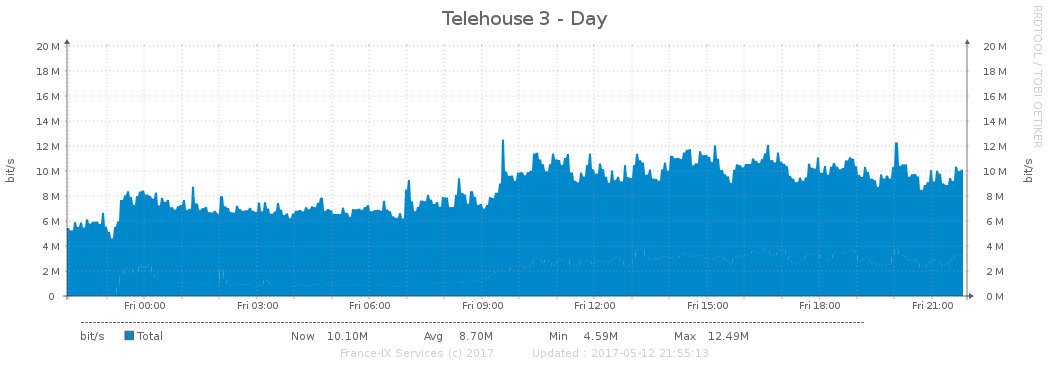 Telehouse 3 - Day
RRDTOOL / TOBI OETIKER
bit/s
20 M 20 M
18 M 18 M
16 M 16 M
14 M 14 M
12 M 12 M
10 M 10 M
8 M 8 M
6 M 6 M
4 M 4 M
2 M 2 M
0 0 M
bit/s
Fri 00:00 Fri 03:00 Fri 06:00 Fri 09:00 Fri 12:00 Fri 15:00 Fri 18:00 Fri 21:00
bit/s Total Now 10.10M Avg 8.70M Min 4.59M Max 12.49M
France-IX Services (c) 2017 Updated : 2017-05-12 21:55:13